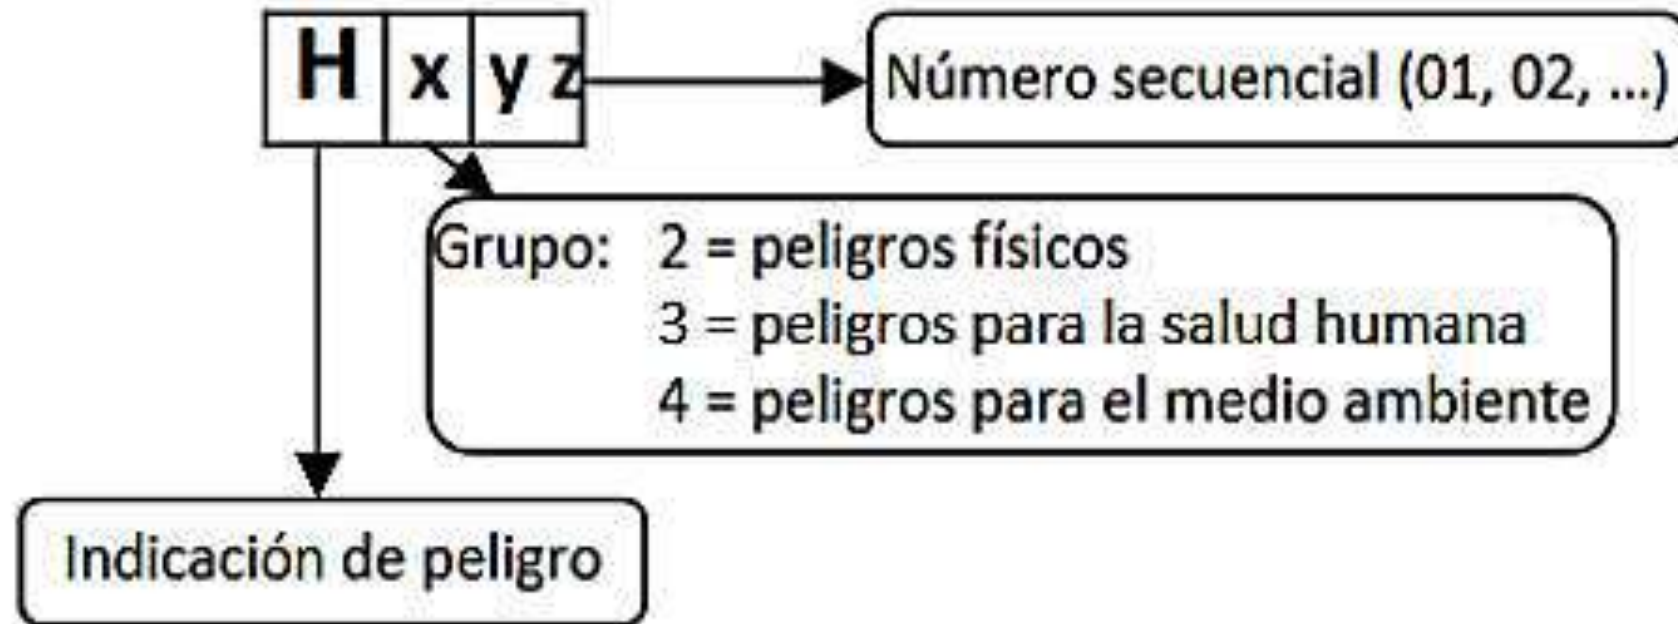 H x y z
Número secuencial (01, 02, ...)
Grupo: 2 = peligros físicos
3 = peligros para la salud humana
4 = peligros para el medio ambiente
Indicación de peligro